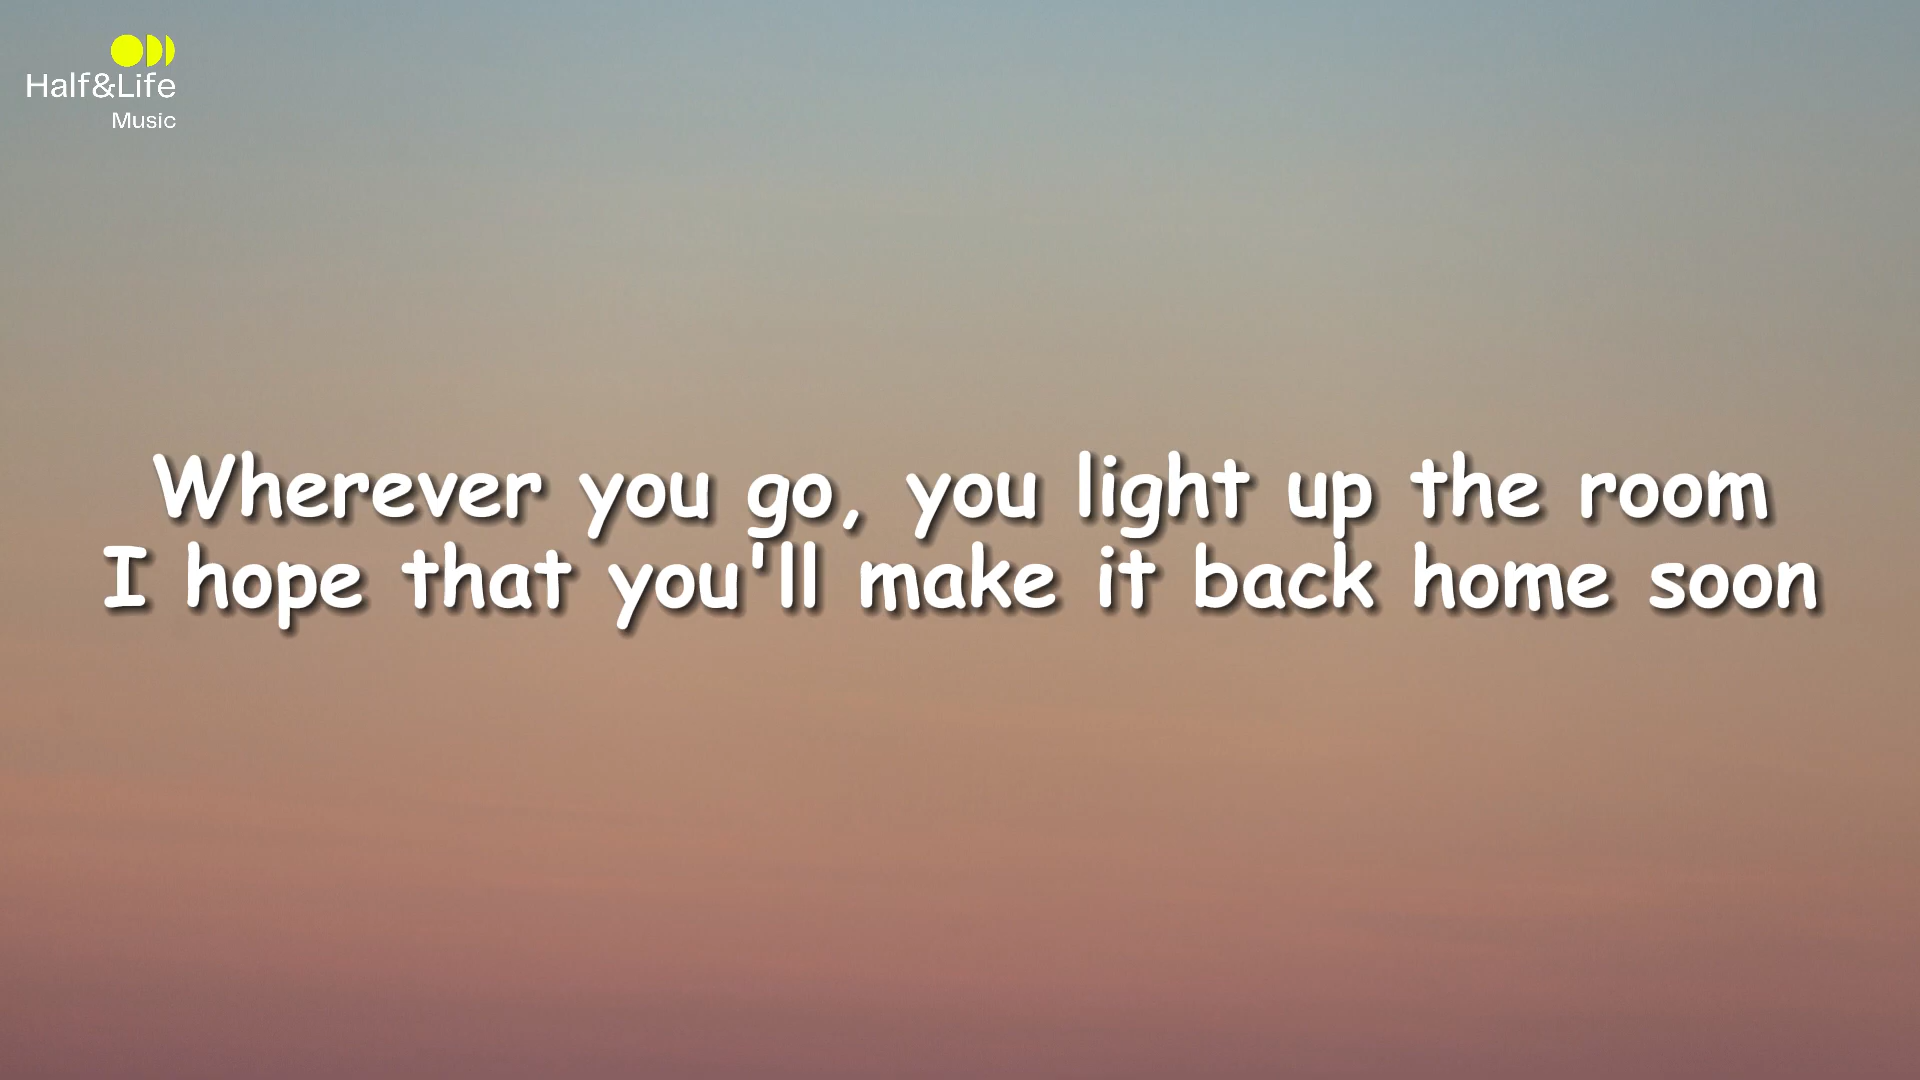 Half&Life
Music
Wherever you go, you light up the room
I hope that you'll make it back home soon